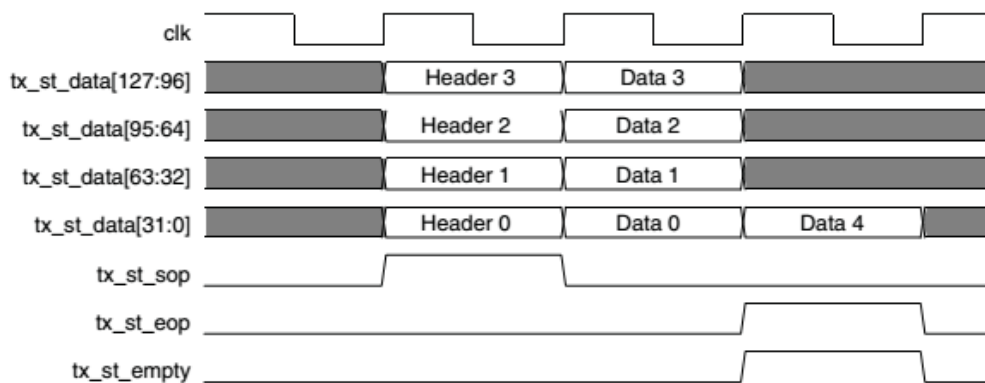 clk
tx_st_data[127:96] Header 3 Data 3
tx_st_data[95:64] Header 2 Data 2
tx_st_data[63:32] Header 1 Data 1
tx_st_data[31:0] Header 0 Data 0 Data 4
tx_st_sop
tx_st_eop
tx_st_empty